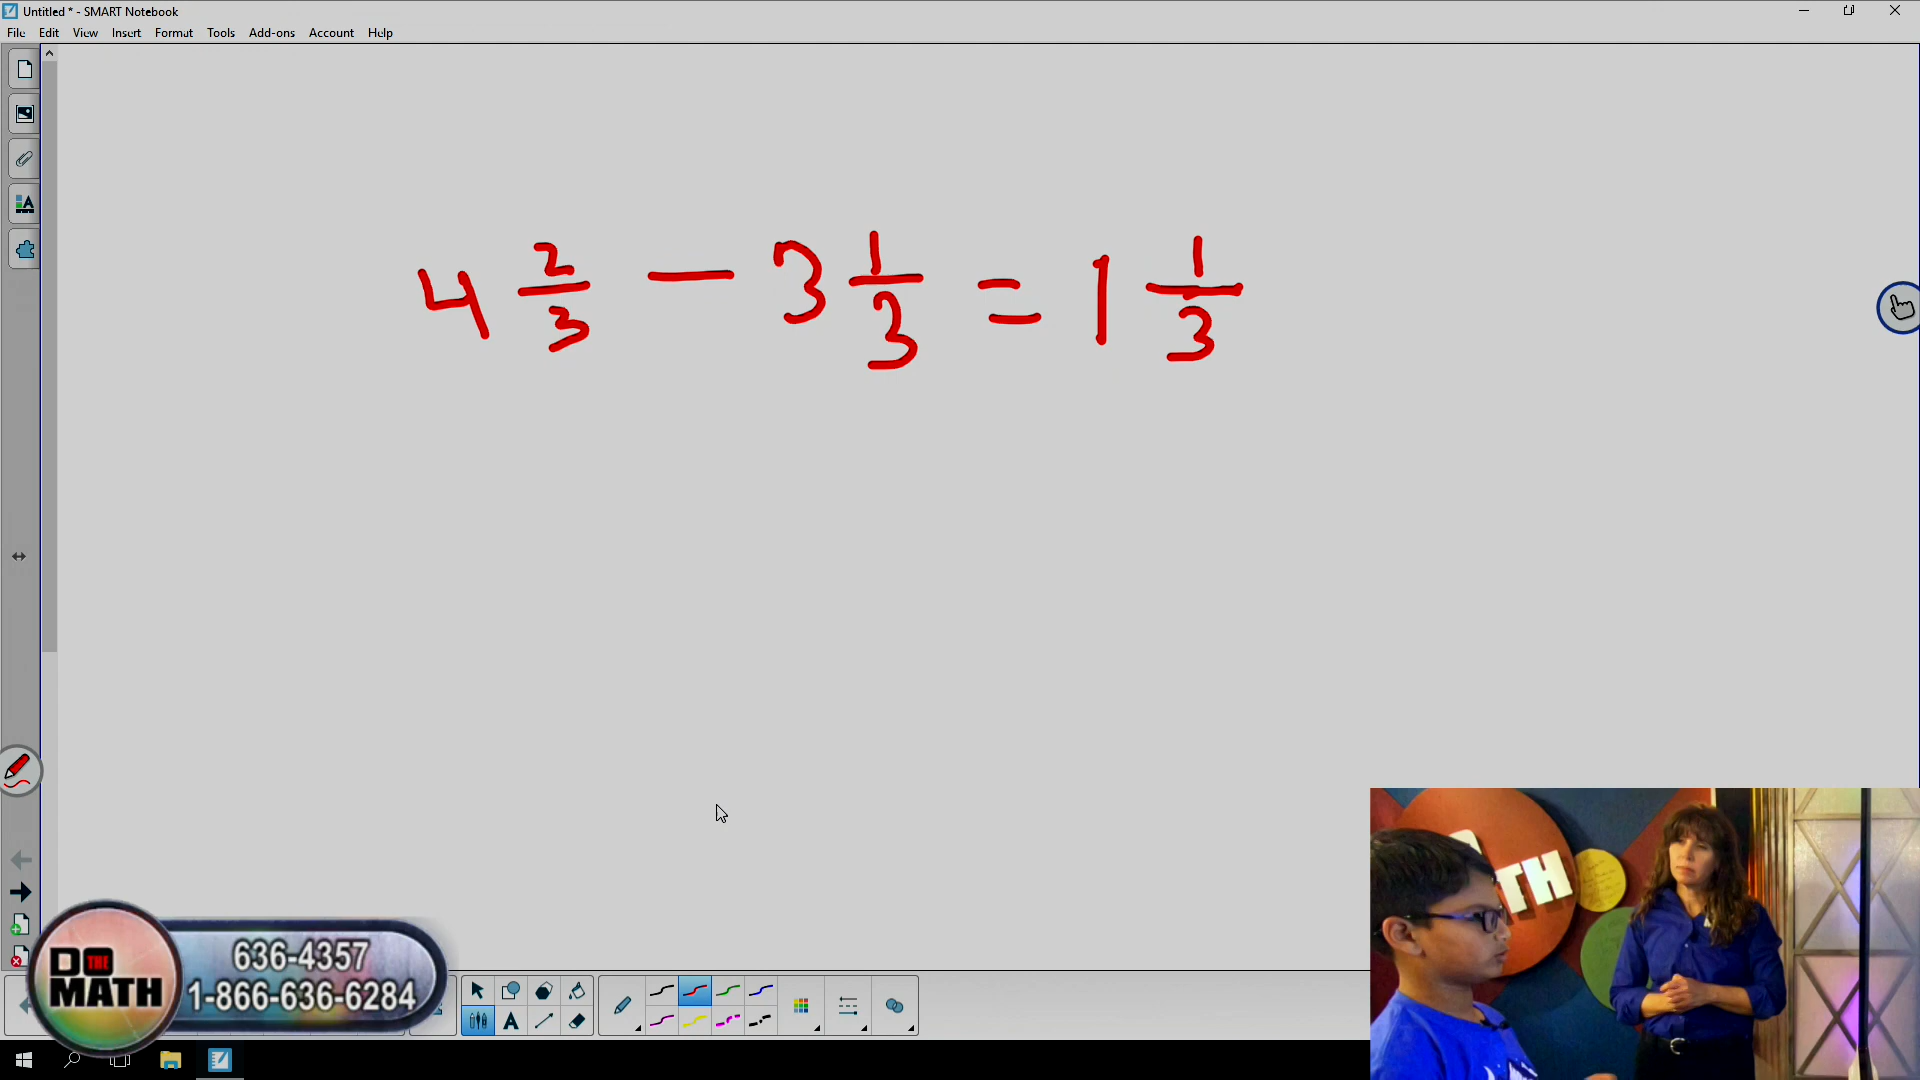 Untitled * - SMART Notebook
File Edit View Insert Format Tools Add-ons Account Help
4 2/3 — 3 1/3 = 1 1/3
TH
DO THE MATH
636-4357
1-866-636-6284